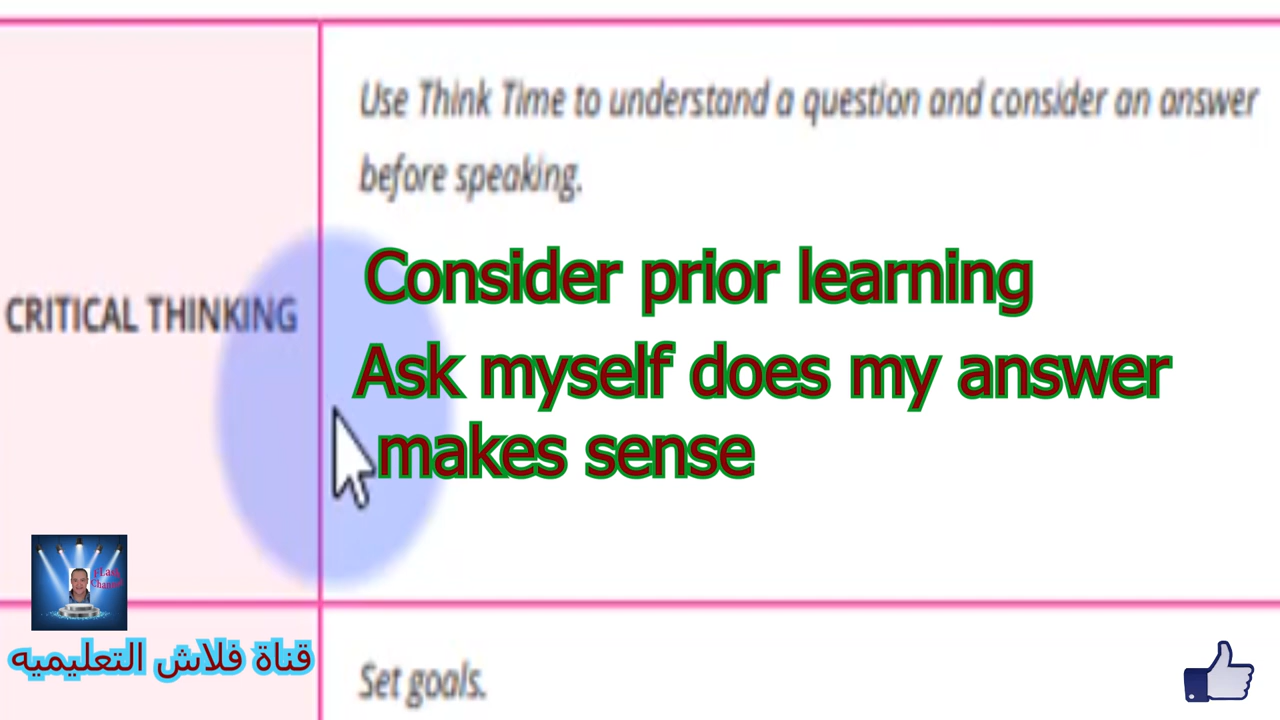 Use Think Time to understand a question and consider an answer
before speaking.
Consider prior learning
CRITICAL THINKING
Ask myself does my answer
makes sense
قناة فلاش التعليميه
Set goals.